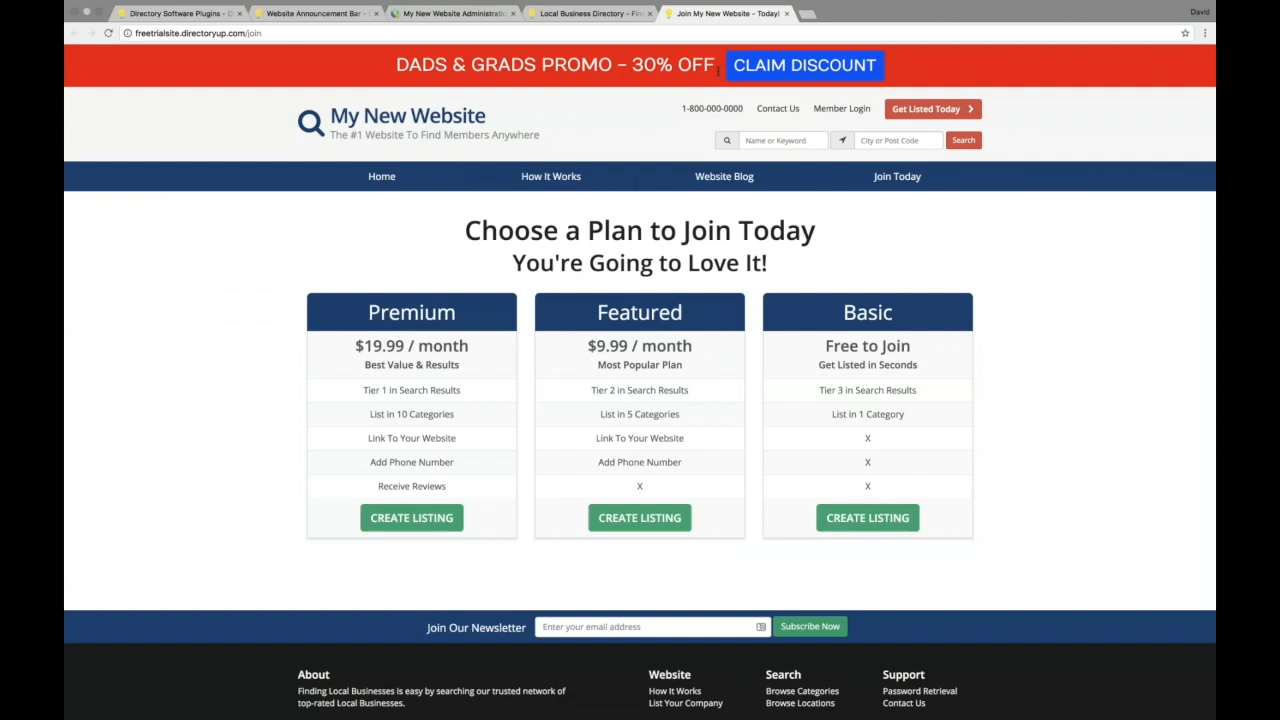 Directory Software Plugins - D
Website Announcement Bar -
My New Website Administratio
Local Business Directory - Fin
Join My New Website - Today!
David
freetrialsite.directoryup.com/join
DADS & GRADS PROMO - 30% OFF
CLAIM DISCOUNT
My New Website
The #1 Website To Find Members Anywhere
1-800-000-0000
Contact Us
Member Login
Get Listed Today
Name or Keyword
City or Post Code
Search
Home
How It Works
Website Blog
Join Today
Choose a Plan to Join Today
You're Going to Love It!
Premium
$19.99 / month
Best Value & Results
Tier 1 in Search Results
List in 10 Categories
Link To Your Website
Add Phone Number
Receive Reviews
CREATE LISTING
Featured
$9.99 / month
Most Popular Plan
Tier 2 in Search Results
List in 5 Categories
Link To Your Website
Add Phone Number
X
CREATE LISTING
Basic
Free to Join
Get Listed in Seconds
Tier 3 in Search Results
List in 1 Category
X
X
X
CREATE LISTING
Join Our Newsletter
Enter your email address
Subscribe Now
About
Finding Local Businesses is easy by searching our trusted network of
top-rated Local Businesses.
Website
How It Works
List Your Company
Search
Browse Categories
Browse Locations
Support
Password Retrieval
Contact Us